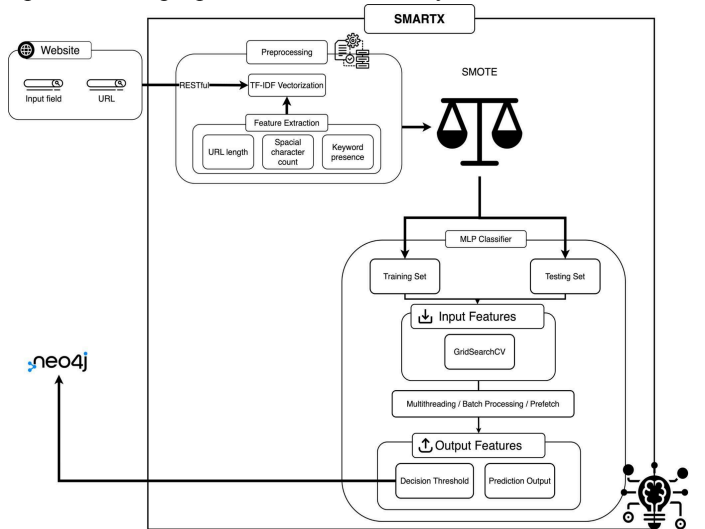 SMARTX
Website
Input field
URL
RESTful
Preprocessing
TF-IDF Vectorization
Feature Extraction
URL length
Spacial
character
count
Keyword
presence
SMOTE
MLP Classifier
Training Set
Testing Set
Input Features
GridSearchCV
Multithreading / Batch Processing / Prefetch
Output Features
Decision Threshold
Prediction Output
neo4j